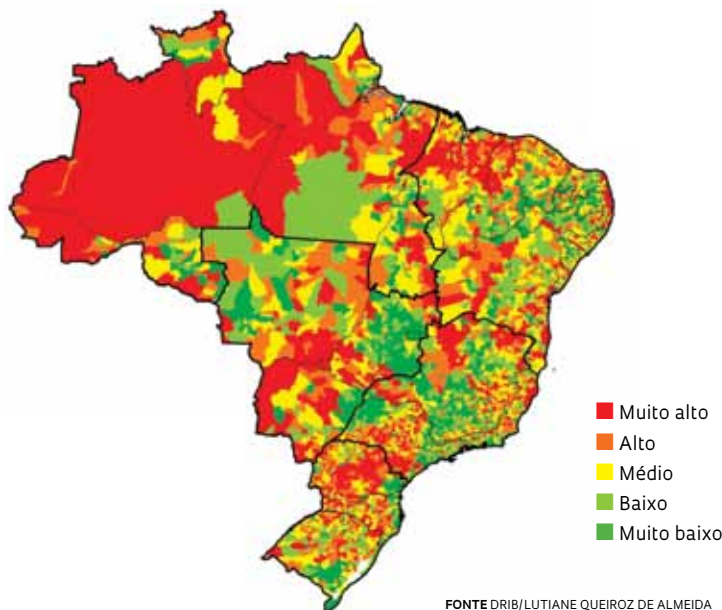 Muito alto
Alto
Médio
Baixo
Muito baixo
FONTE DRIB/LUTIANE QUEIROZ DE ALMEIDA